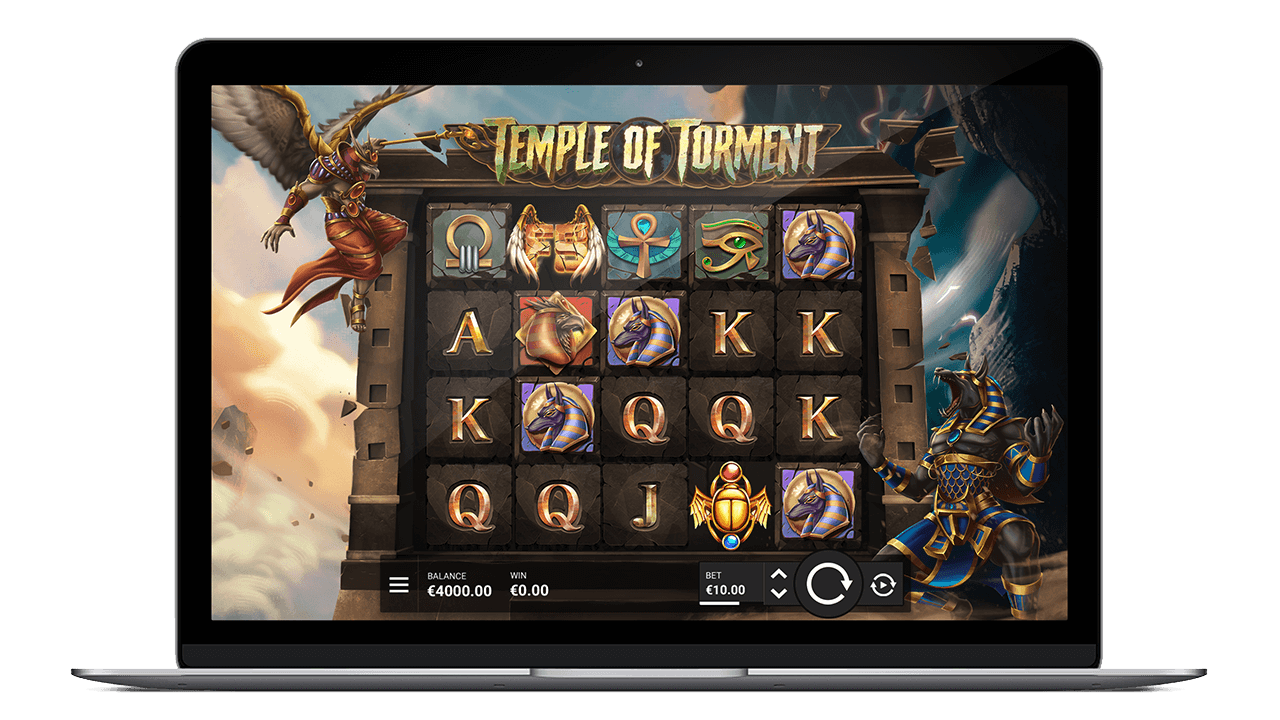 TEMPLE OF TORMENT
A K K
K Q Q K
Q Q J
BALANCE WIN BET
€4000.00 €0.00 €10.00